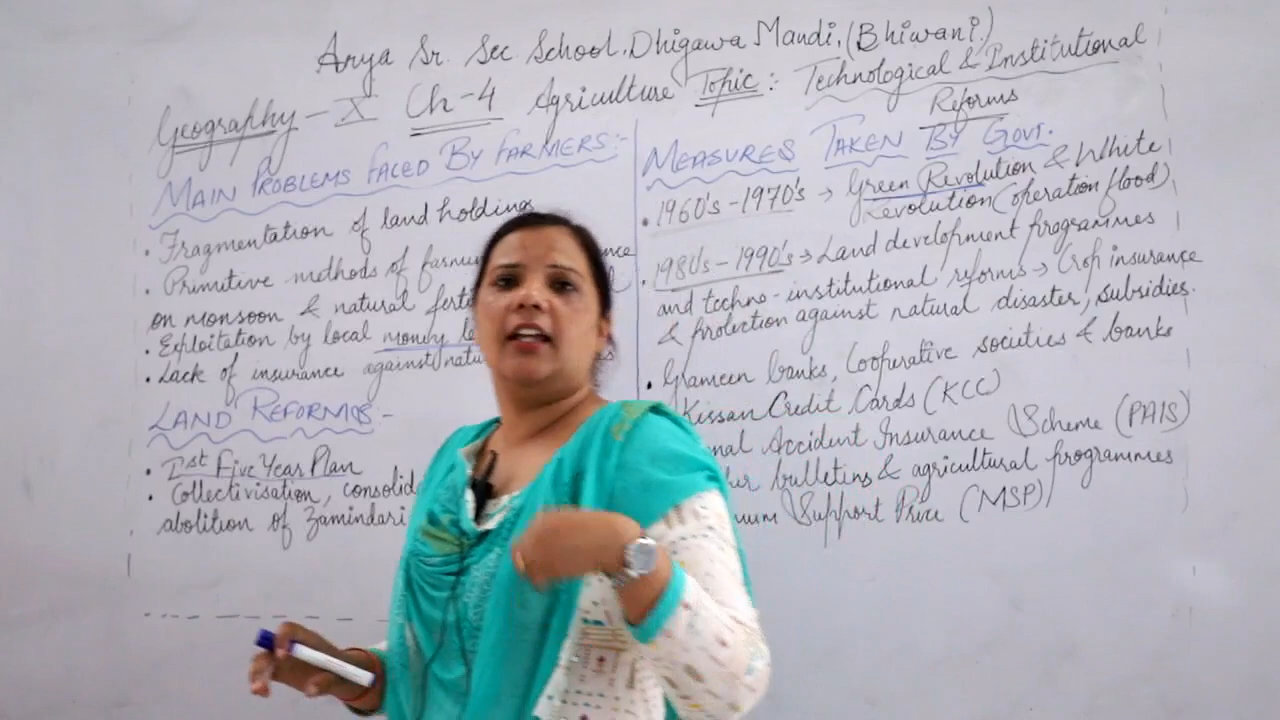 Arya Sr. Sec School, Dhigawa Mandi, (Bhiwani.)
Geography - X Ch-4 Agriculture Topic :- Technological & Institutional
Reforms
MAIN PROBLEMS FACED BY FARMERS:-
• Fragmentation of land holdings
• Primitive methods of
on monsoon & natural
• Exploitation by local money
• Lack of insurance against
LAND REFORMS -
• Ist Five Year Plan
• Collectivisation,
abolition of Zamindari
MEASURES TAKEN BY GOVT.
• 1960's - 1970's → Green Revolution & White
Revolution (operation flood)
• 1980's - 1990's → Land development programmes
and techno-institutional reforms → Crop insurance
& protection against natural disaster, subsidies.
• Grameen banks, Cooperative societies & banks
Kissan Credit Cards (KCC)
Accident Insurance Scheme (PAIS)
bulletins & agricultural programmes
Support Price (MSP)